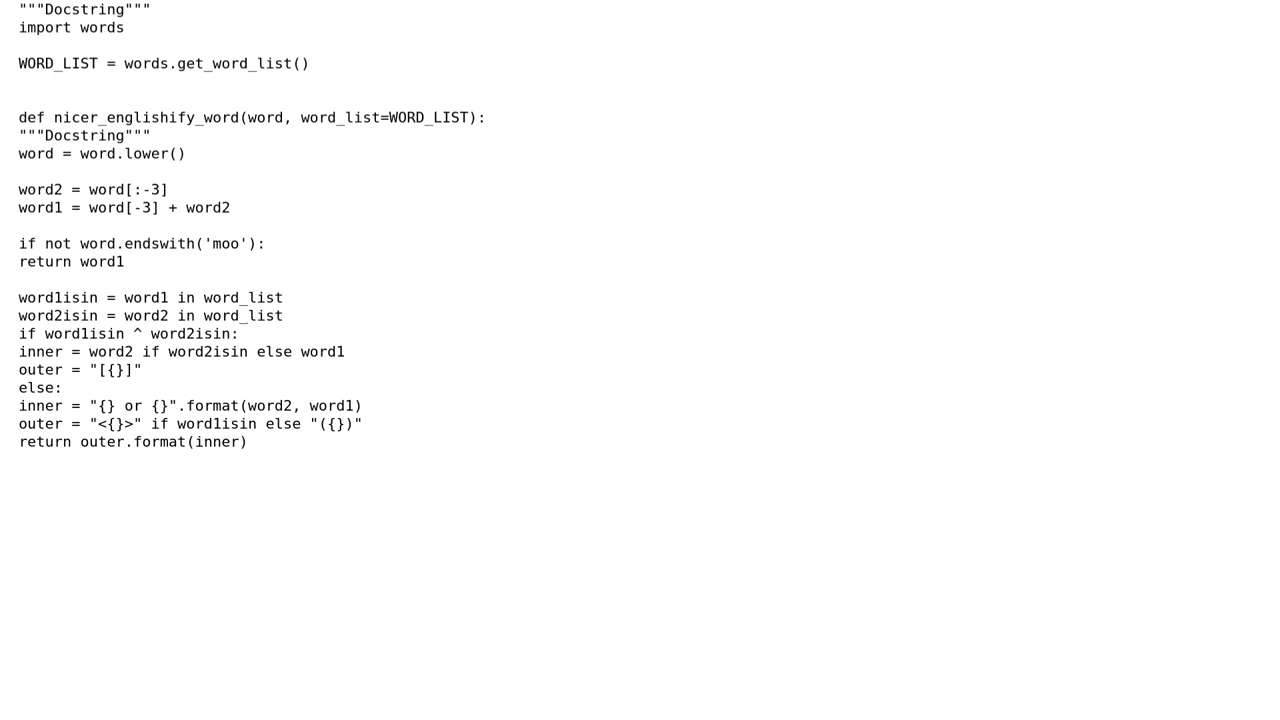 """Docstring"""
import words

WORD_LIST = words.get_word_list()


def nicer_englishify_word(word, word_list=WORD_LIST):
"""Docstring"""
word = word.lower()

word2 = word[:-3]
word1 = word[-3] + word2

if not word.endswith('moo'):
return word1

word1isin = word1 in word_list
word2isin = word2 in word_list
if word1isin ^ word2isin:
inner = word2 if word2isin else word1
outer = "[{}]"
else:
inner = "{} or {}".format(word2, word1)
outer = "<{}>" if word1isin else "({})"
return outer.format(inner)